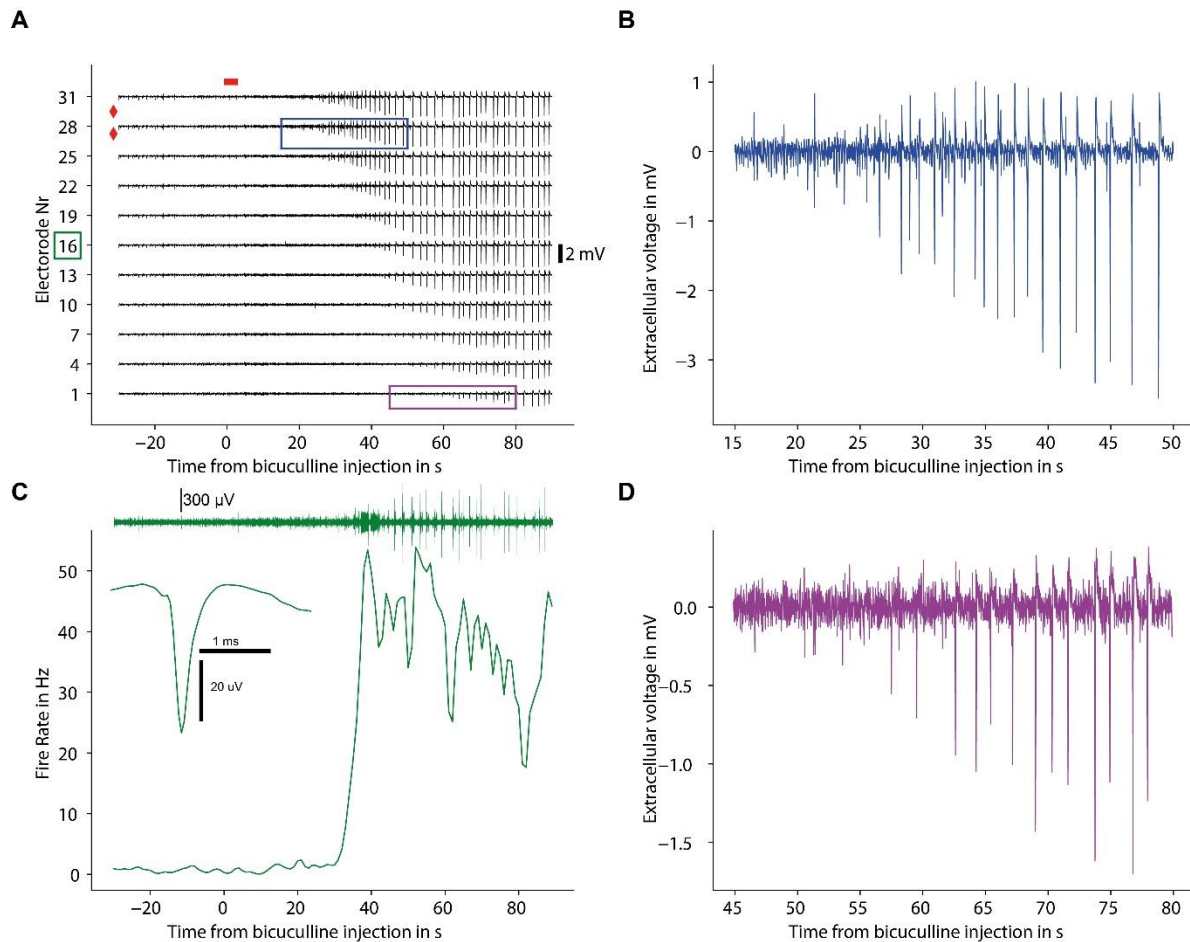 A
31
28
25
22
19
16
13
10
7
4
1
Electorode Nr
2 mV
−20 0 20 40 60 80
Time from bicuculline injection in s
B
1
0
−1
−2
−3
Extracellular voltage in mV
15 20 25 30 35 40 45 50
Time from bicuculline injection in s
C
300 µV
50
40
30
20
10
0
Fire Rate in Hz
1 ms
20 uV
−20 0 20 40 60 80
Time from bicuculline injection in s
D
0.0
−0.5
−1.0
−1.5
Extracellular voltage in mV
45 50 55 60 65 70 75 80
Time from bicuculline injection in s